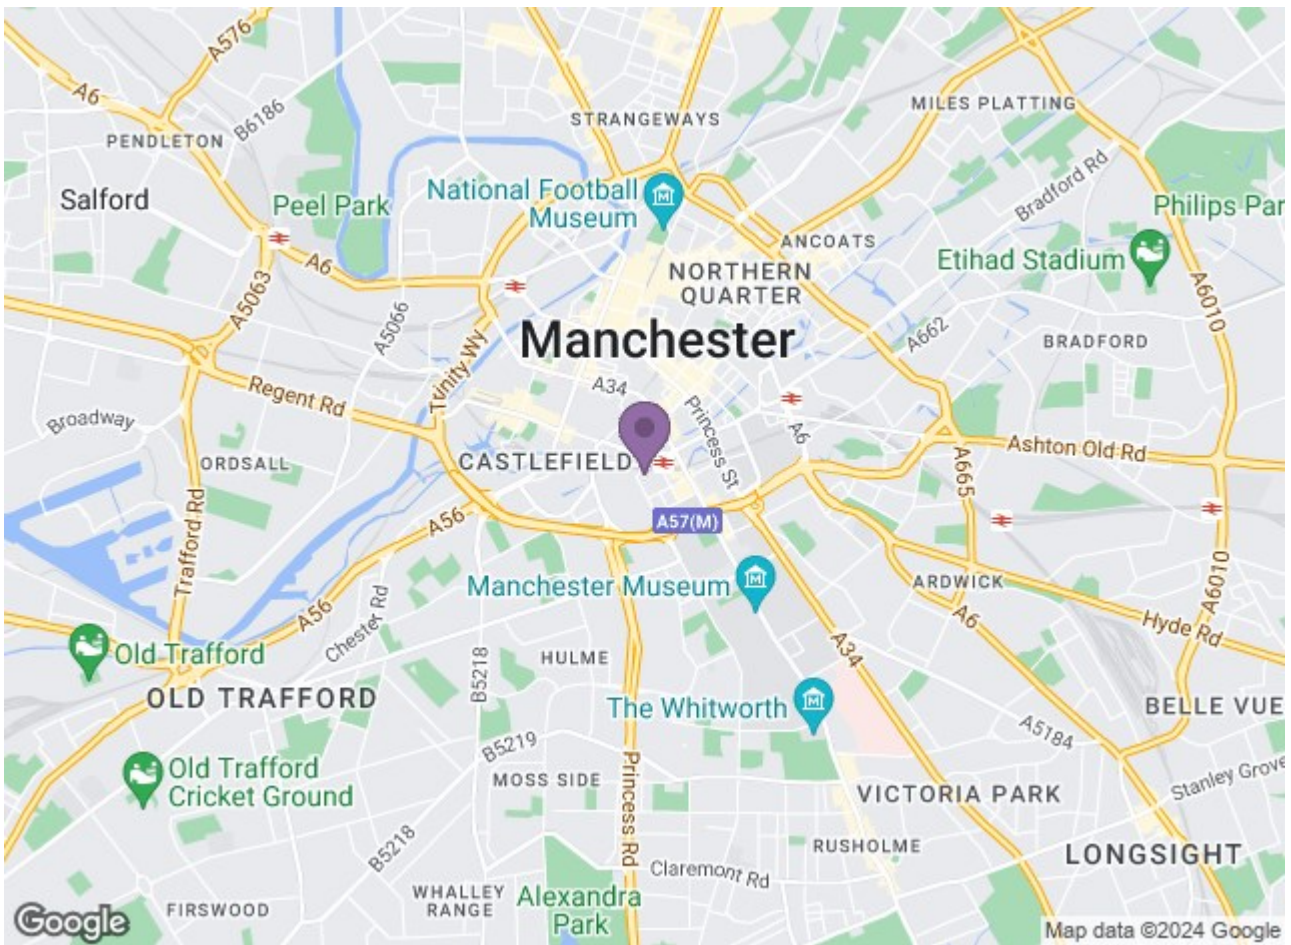 A576
A6
B6186
PENDLETON
STRANGEWAYS
MILES PLATTING
Bradford Rd
Salford
Peel Park
National Football
Museum
Philips Par
ANCOATS
Etihad Stadium
A6
A5063
NORTHERN
QUARTER
A6010
A5066
A662
BRADFORD
Manchester
Trinity Wy
Regent Rd
A34
Princess St
A6
Broadway
ORDSALL
CASTLEFIELD
Ashton Old Rd
A665
Trafford Rd
A56
A57(M)
Manchester Museum
ARDWICK
A6010
A56
Chester Rd
A6
Hyde Rd
Old Trafford
HULME
A34
B5218
OLD TRAFFORD
The Whitworth
BELLE VUE
A5184
B5219
Old Trafford
Cricket Ground
MOSS SIDE
Princess Rd
VICTORIA PARK
Stanley Grove
B5218
RUSHOLME
LONGSIGHT
Claremont Rd
WHALLEY
RANGE
Alexandra
Park
FIRSWOOD
Google
Map data ©2024 Google